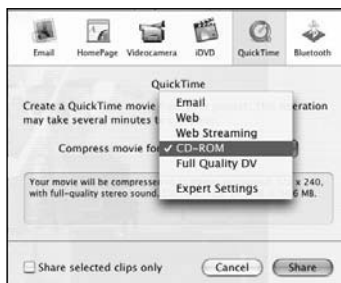 Email HomePage Videocamera iDVD QuickTime Bluetooth
QuickTime
Create a QuickTime movie
eration
may take several minutes t
Compress movie for
Email
Web
Web Streaming
✓ CD-ROM
Full Quality DV
Expert Settings
Your movie will be compresse
x 240,
with full-quality stereo sound.
6 MB.
Share selected clips only
Cancel Share